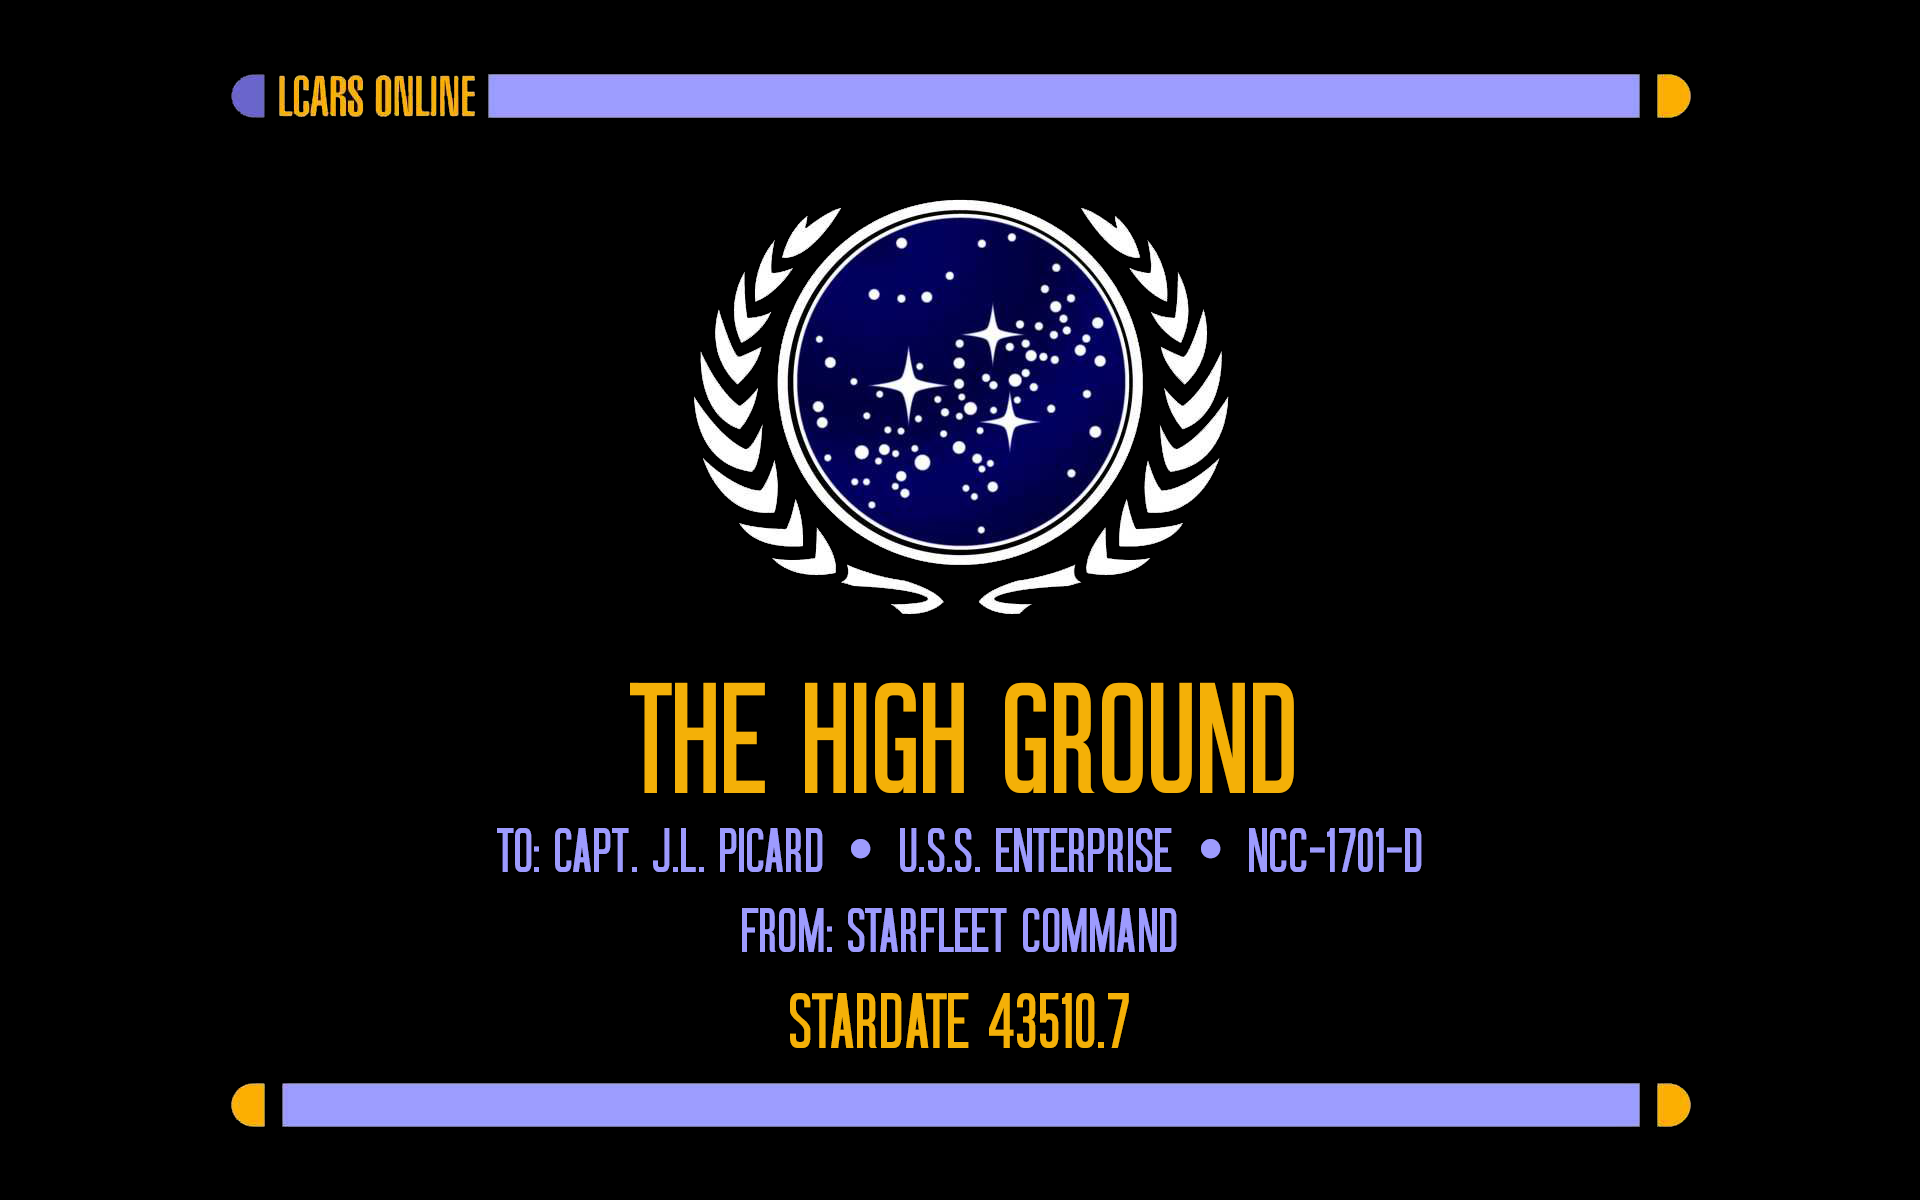 LCARS ONLINE
THE HIGH GROUND
TO: CAPT. J.L. PICARD • U.S.S. ENTERPRISE • NCC-1701-D
FROM: STARFLEET COMMAND
STARDATE 43510.7